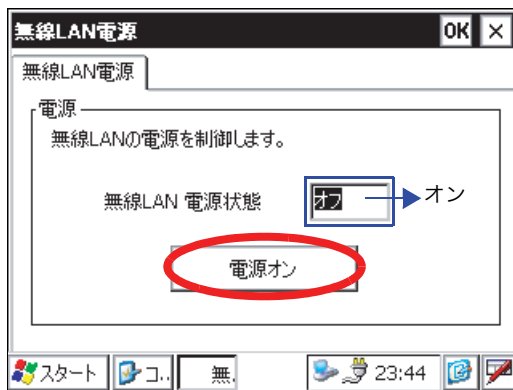 無線LAN電源 OK ×
無線LAN電源
電源
無線LANの電源を制御します。
無線LAN 電源状態 オフ オン
電源オン
スタート コ.. 無. 23:44